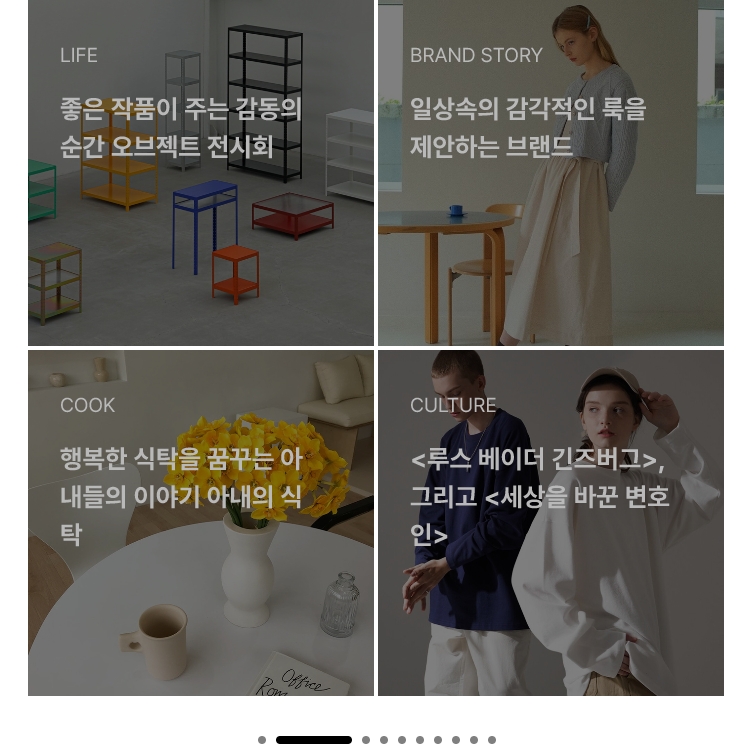 LIFE
좋은 작품이 주는 감동의
순간 오브젝트 전시회
BRAND STORY
일상속의 감각적인 룩을
제안하는 브랜드
COOK
행복한 식탁을 꿈꾸는 아
내들의 이야기 아내의 식
탁
Office
CULTURE
<루스 베이더 긴즈버그>,
그리고 <세상을 바꾼 변호
인>